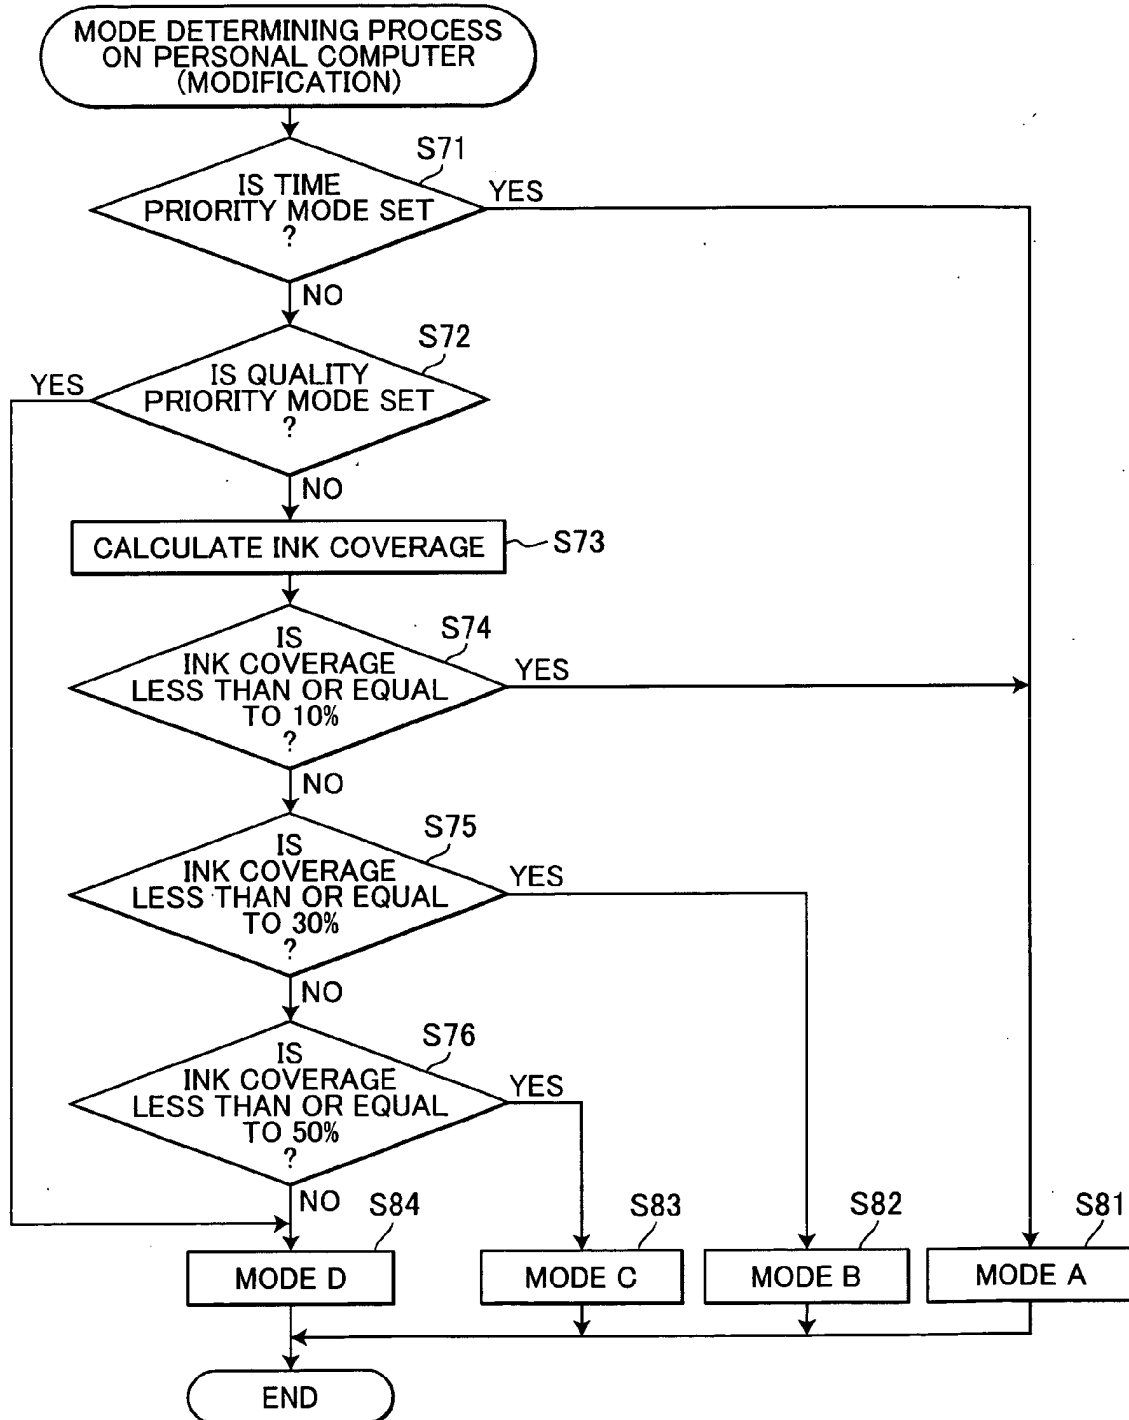 MODE DETERMINING PROCESS
ON PERSONAL COMPUTER
(MODIFICATION)
S71
IS TIME
PRIORITY MODE SET
?
YES
NO
S72
IS QUALITY
PRIORITY MODE SET
?
YES
NO
CALCULATE INK COVERAGE
S73
S74
IS
INK COVERAGE
LESS THAN OR EQUAL
TO 10%
?
YES
NO
S75
IS
INK COVERAGE
LESS THAN OR EQUAL
TO 30%
?
YES
NO
S76
IS
INK COVERAGE
LESS THAN OR EQUAL
TO 50%
?
YES
NO
S84
S83
S82
S81
MODE D
MODE C
MODE B
MODE A
END